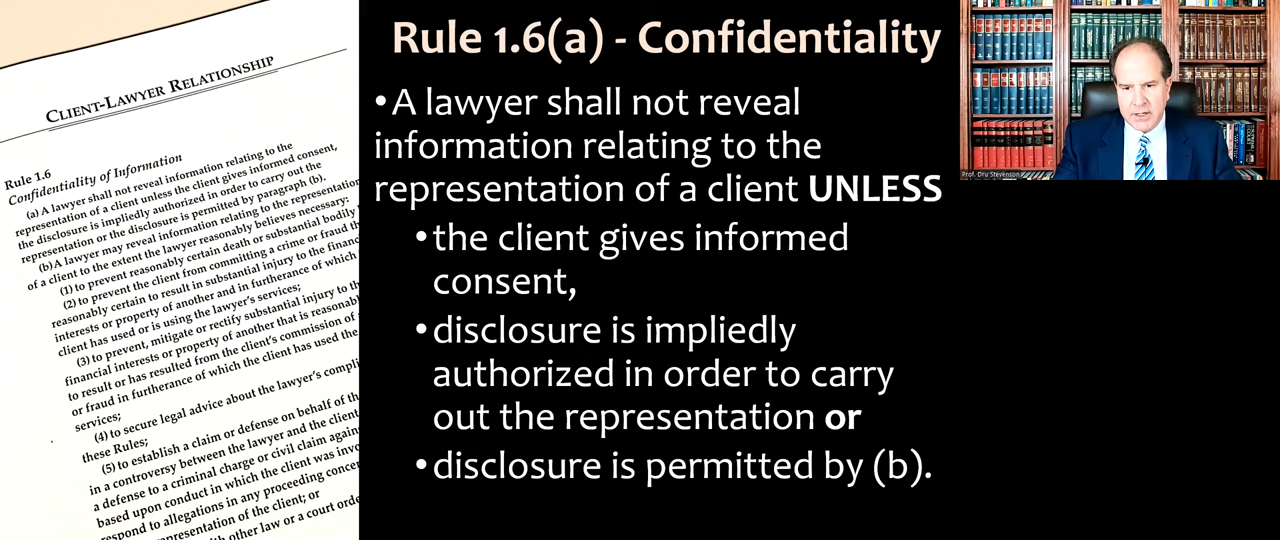 CLIENT-LAWYER RELATIONSHIP
Rule 1.6
Confidentiality of Information
(a) A lawyer shall not reveal information relating to the
representation of a client unless the client gives informed consent,
the disclosure is impliedly authorized in order to carry out the
representation or the disclosure is permitted by paragraph (b).
(b) A lawyer may reveal information relating to the representation
of a client to the extent the lawyer reasonably believes necessary:
(1) to prevent reasonably certain death or substantial bodily
(2) to prevent the client from committing a crime or fraud
reasonably certain to result in substantial injury to the
interests or property of another and in furtherance of which
client has used or is using the lawyer's services;
(3) to prevent, mitigate or rectify substantial injury to the
financial interests or property of another that is
to result or has resulted from the client's commission of
or fraud in furtherance of which the client has used the
services;
(4) to secure legal advice about the lawyer's
these Rules;
(5) to establish a claim or defense on behalf of
in a controversy between the lawyer and the client
a defense to a criminal charge or civil claim
based upon conduct in which the client was
respond to allegations in any proceeding
representation of the client; or
other law or a court
Rule 1.6(a) - Confidentiality
•A lawyer shall not reveal
information relating to the
representation of a client UNLESS
•the client gives informed
consent,
•disclosure is impliedly
authorized in order to carry
out the representation or
•disclosure is permitted by (b).
Prof. Dru Stevenson